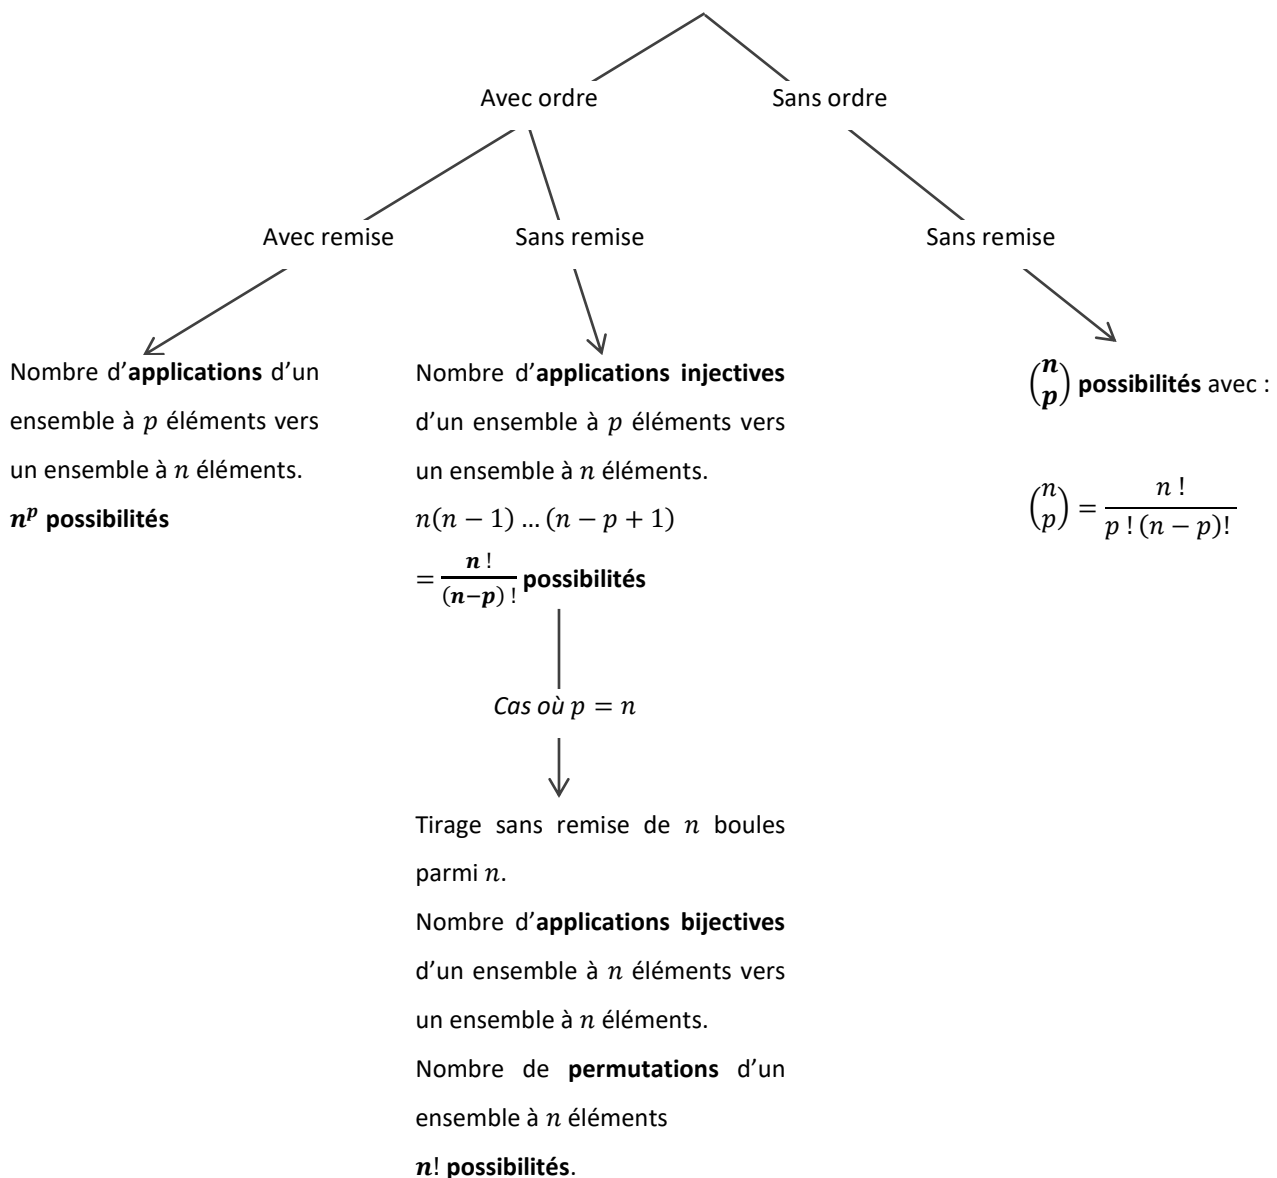 Avec ordre
Sans ordre
Avec remise
Sans remise
Sans remise
Nombre d'applications d'un
ensemble à p éléments vers
un ensemble à n éléments.
n^p possibilités
Nombre d'applications injectives
d'un ensemble à p éléments vers
un ensemble à n éléments.
n(n − 1) … (n − p + 1)
= n ! / (n−p) ! possibilités
(n p) possibilités avec :
(n p) = n ! / p ! (n − p)!
Cas où p = n
Tirage sans remise de n boules
parmi n.
Nombre d'applications bijectives
d'un ensemble à n éléments vers
un ensemble à n éléments.
Nombre de permutations d'un
ensemble à n éléments
n! possibilités.